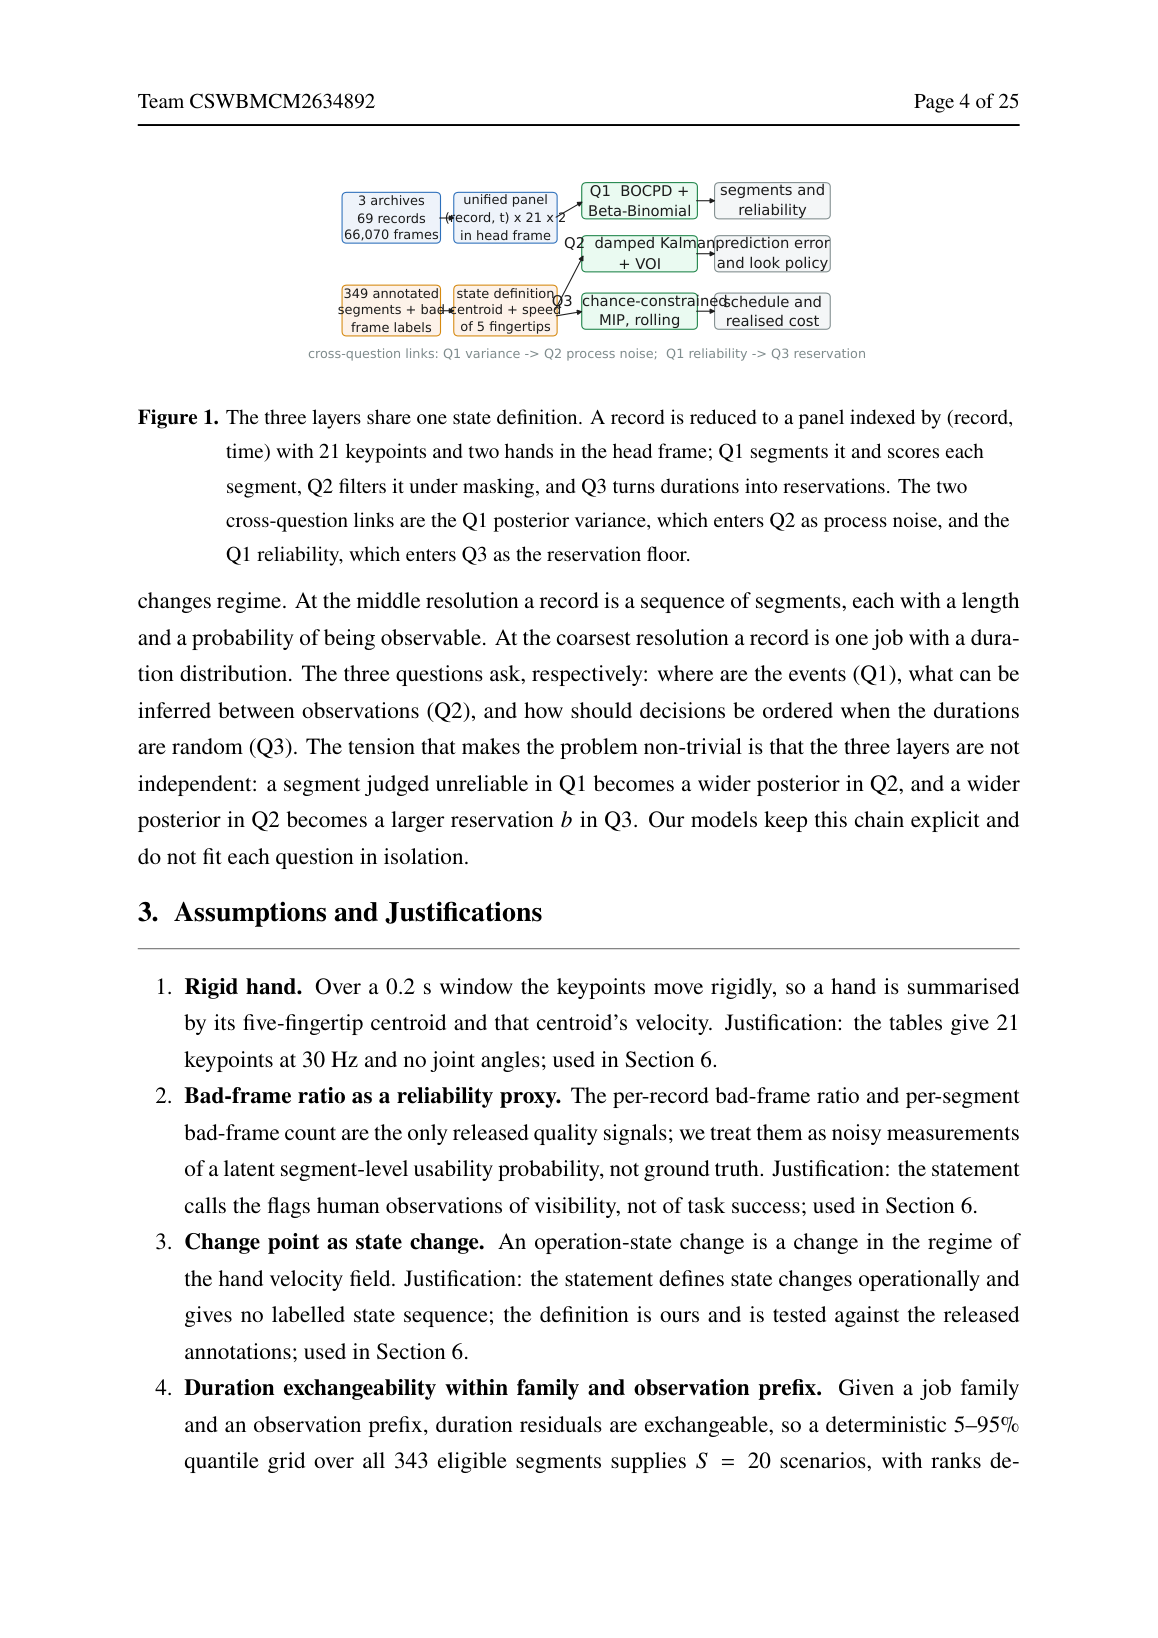 Team CSWBMCM2634892
Page 4 of 25
3 archives
69 records
66,070 frames
unified panel
(record, t) x 21 x 2
in head frame
Q1 BOCPD +
Beta-Binomial
segments and
reliability
Q2 damped Kalman
+ VOI
prediction error
and look policy
349 annotated
segments + bad-
frame labels
state definition
centroid + speed
of 5 fingertips
Q3 chance-constrained
MIP, rolling
schedule and
realised cost
cross-question links: Q1 variance -> Q2 process noise; Q1 reliability -> Q3 reservation
Figure 1. The three layers share one state definition. A record is reduced to a panel indexed by (record,
time) with 21 keypoints and two hands in the head frame; Q1 segments it and scores each
segment, Q2 filters it under masking, and Q3 turns durations into reservations. The two
cross-question links are the Q1 posterior variance, which enters Q2 as process noise, and the
Q1 reliability, which enters Q3 as the reservation floor.
changes regime. At the middle resolution a record is a sequence of segments, each with a length
and a probability of being observable. At the coarsest resolution a record is one job with a dura-
tion distribution. The three questions ask, respectively: where are the events (Q1), what can be
inferred between observations (Q2), and how should decisions be ordered when the durations
are random (Q3). The tension that makes the problem non-trivial is that the three layers are not
independent: a segment judged unreliable in Q1 becomes a wider posterior in Q2, and a wider
posterior in Q2 becomes a larger reservation b in Q3. Our models keep this chain explicit and
do not fit each question in isolation.
3. Assumptions and Justifications
1. Rigid hand. Over a 0.2 s window the keypoints move rigidly, so a hand is summarised
by its five-fingertip centroid and that centroid's velocity. Justification: the tables give 21
keypoints at 30 Hz and no joint angles; used in Section 6.
2. Bad-frame ratio as a reliability proxy. The per-record bad-frame ratio and per-segment
bad-frame count are the only released quality signals; we treat them as noisy measurements
of a latent segment-level usability probability, not ground truth. Justification: the statement
calls the flags human observations of visibility, not of task success; used in Section 6.
3. Change point as state change. An operation-state change is a change in the regime of
the hand velocity field. Justification: the statement defines state changes operationally and
gives no labelled state sequence; the definition is ours and is tested against the released
annotations; used in Section 6.
4. Duration exchangeability within family and observation prefix. Given a job family
and an observation prefix, duration residuals are exchangeable, so a deterministic 5–95%
quantile grid over all 343 eligible segments supplies S = 20 scenarios, with ranks de-